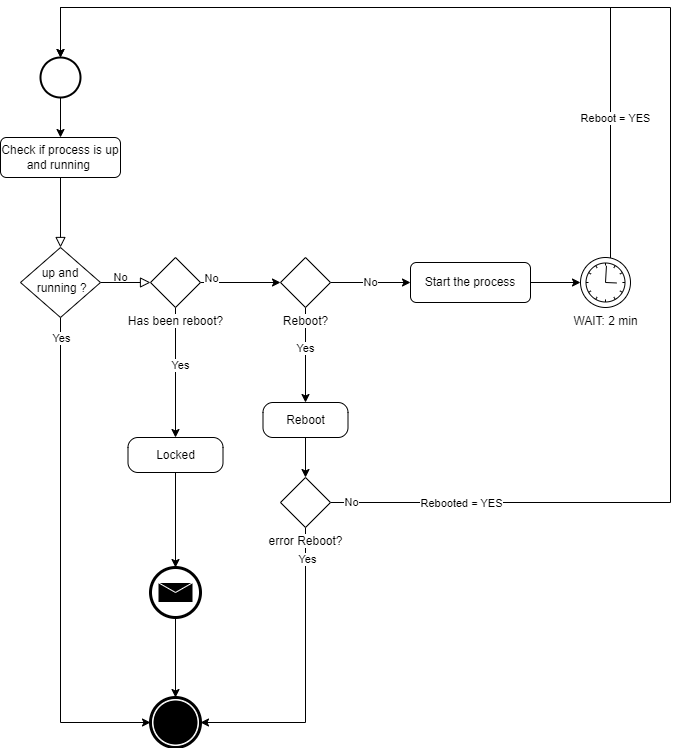 Reboot = YES
Check if process is up
and running
up and
running ?
No
No
No
Start the process
Has been reboot?
Reboot?
WAIT: 2 min
Yes
Yes
Yes
Reboot
Locked
No
Rebooted = YES
error Reboot?
Yes